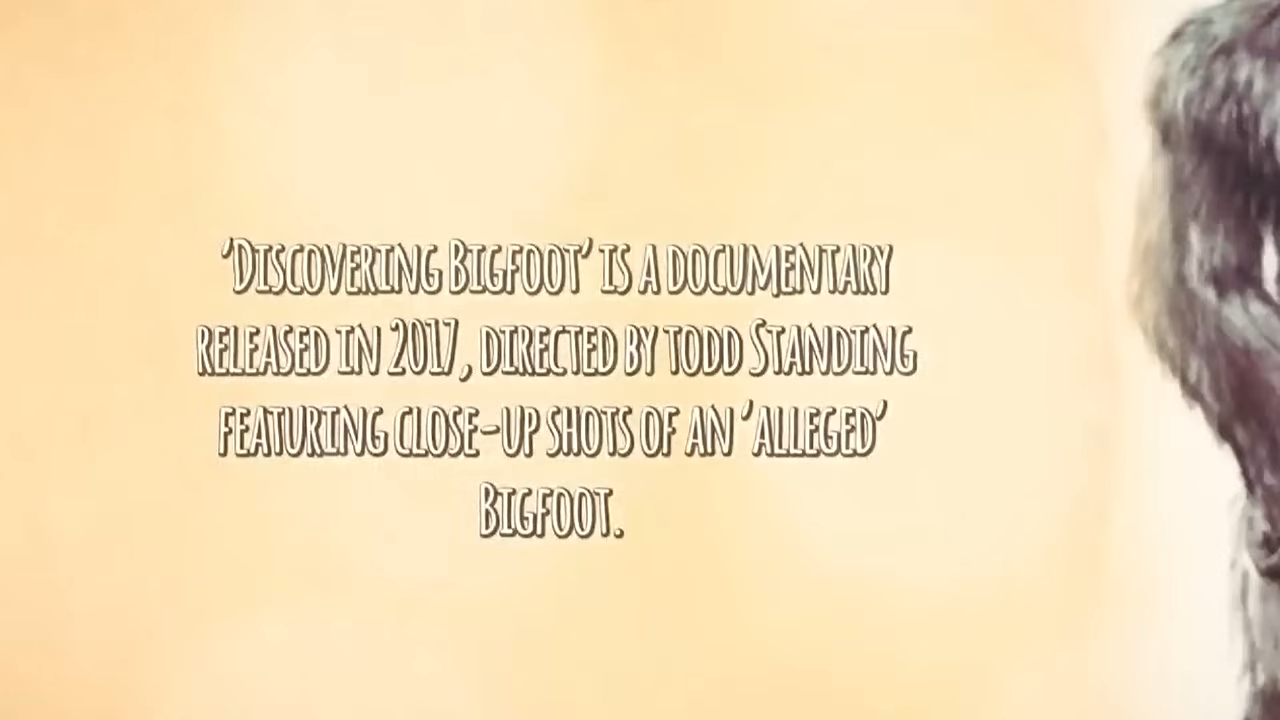 'Discovering Bigfoot' is a documentary
released in 2017, directed by todd Standing
featuring close-up shots of an 'alleged'
Bigfoot.